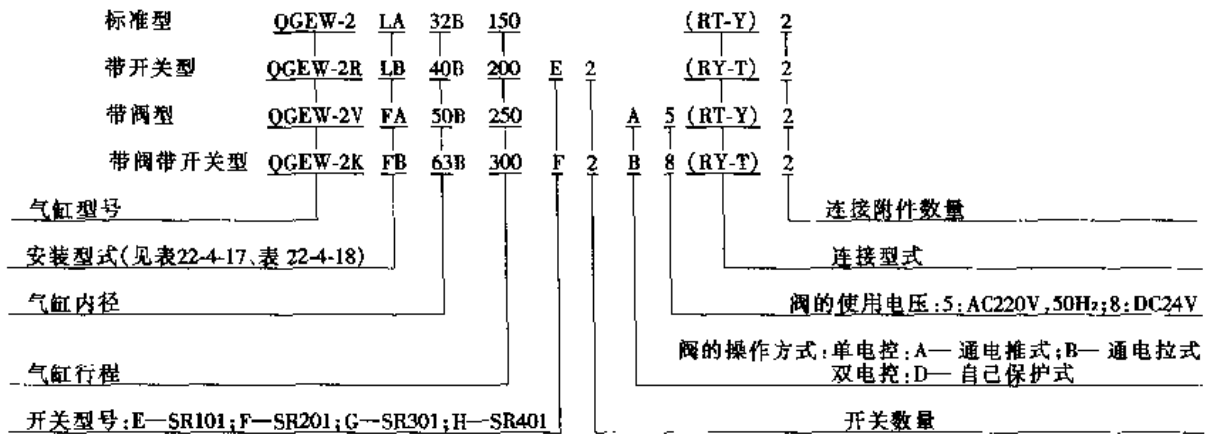 标准型 QGEW-2 LA 32B 150 (RT-Y) 2
带开关型 QGEW-2R LB 40B 200 E 2 (RY-T) 2
带阀型 QGEW-2V FA 50B 250 A 5 (RT-Y) 2
带阀带开关型 QGEW-2K FB 63B 300 F 2 B 8 (RY-T) 2
气缸型号
连接附件数量
安装型式(见表22-4-17、表 22-4-18)
连接型式
气缸内径
阀的使用电压:5:AC220V,50Hz;8:DC24V
阀的操作方式:单电控:A—通电推式;B—通电拉式
双电控:D—自己保护式
气缸行程
开关型号:E—SR101;F—SR201;G—SR301;H—SR401
开关数量